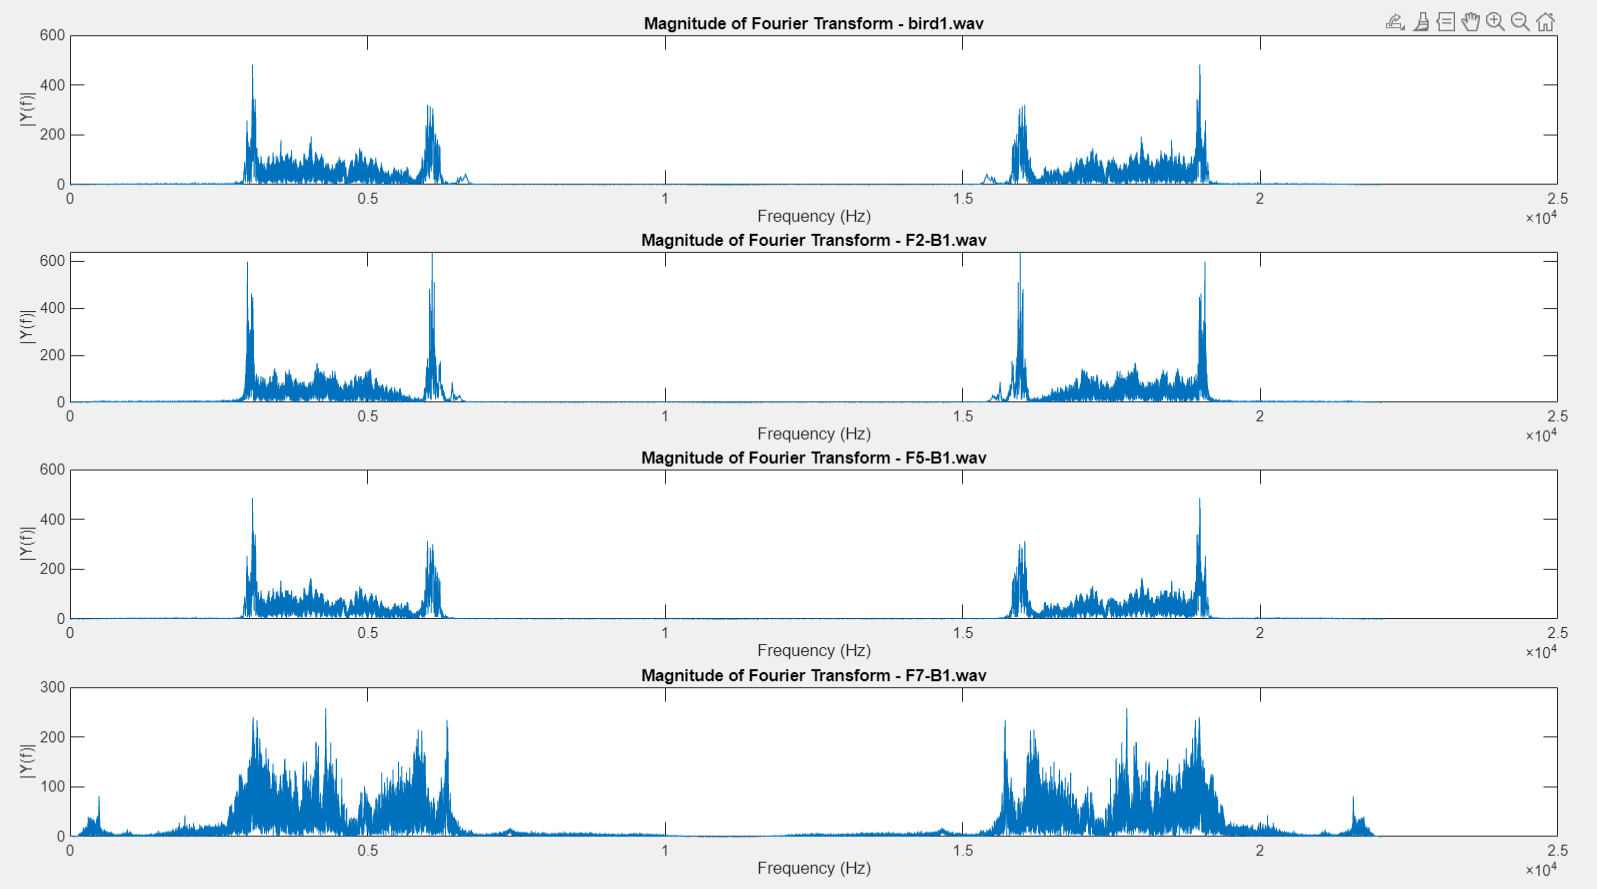 Magnitude of Fourier Transform - bird1.wav
600
400
200
0
|Y(f)|
0 0.5 1 1.5 2 2.5
Frequency (Hz)
×10⁴
Magnitude of Fourier Transform - F2-B1.wav
600
400
200
0
|Y(f)|
0 0.5 1 1.5 2 2.5
Frequency (Hz)
×10⁴
Magnitude of Fourier Transform - F5-B1.wav
600
400
200
0
|Y(f)|
0 0.5 1 1.5 2 2.5
Frequency (Hz)
×10⁴
Magnitude of Fourier Transform - F7-B1.wav
300
200
100
0
|Y(f)|
0 0.5 1 1.5 2 2.5
Frequency (Hz)
×10⁴